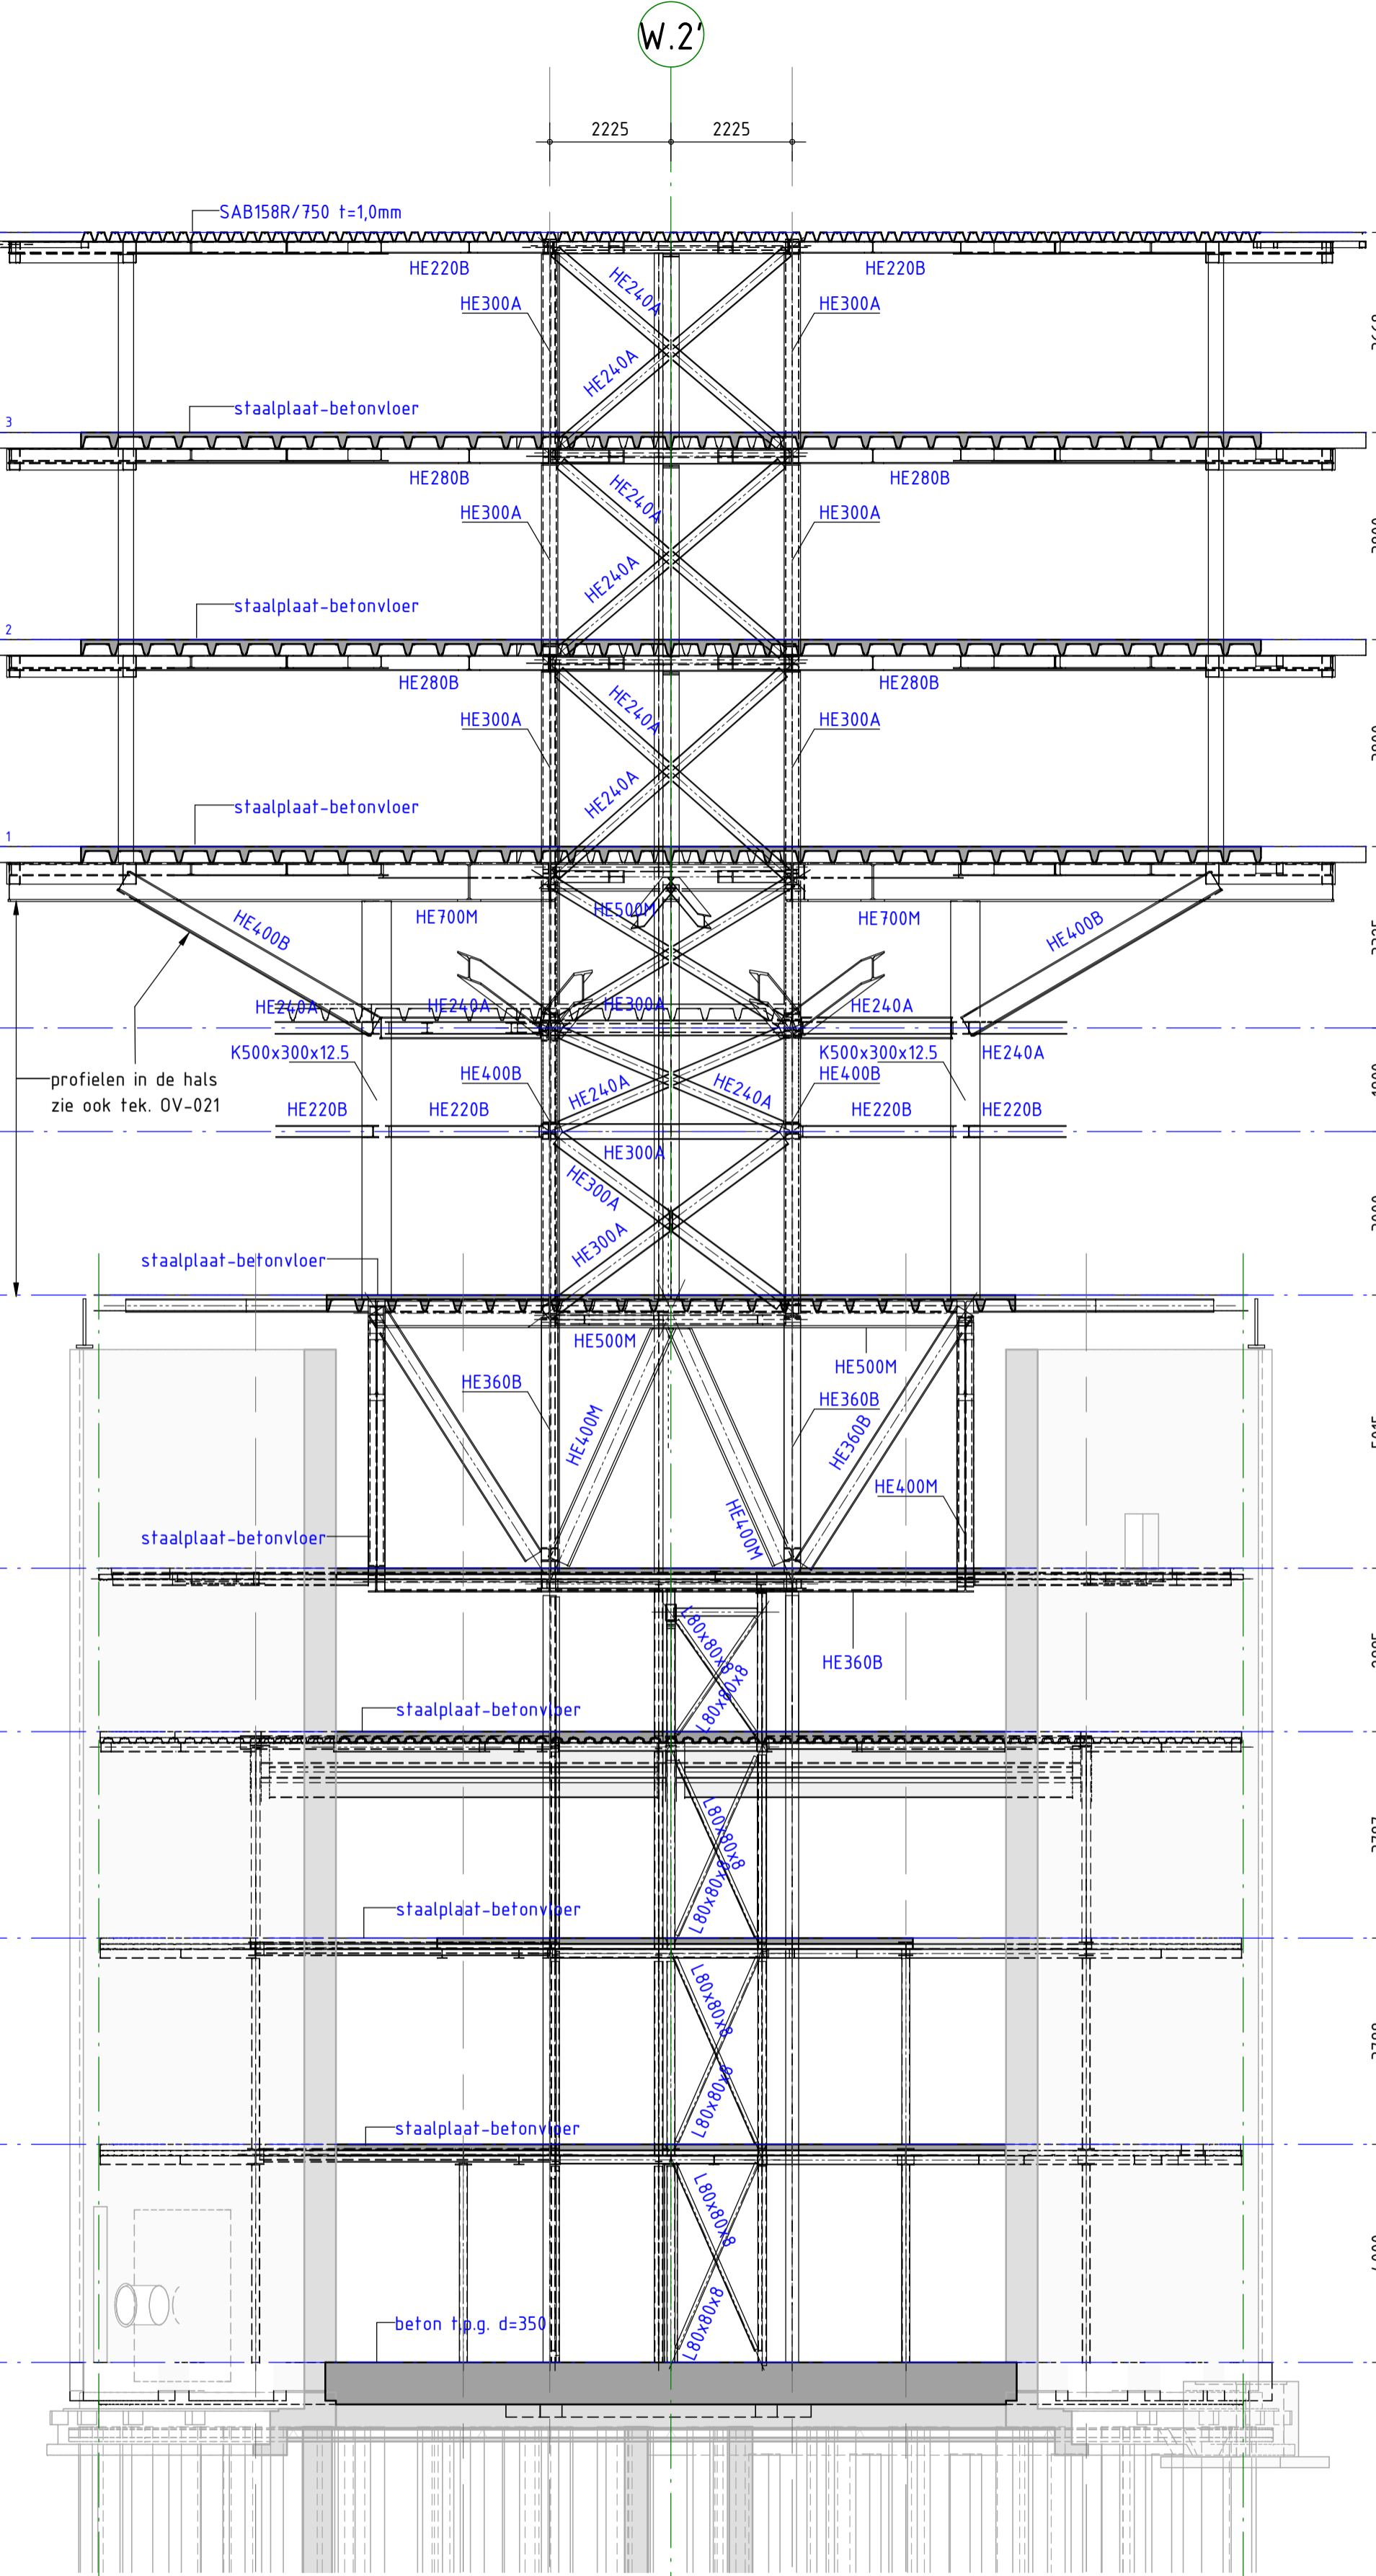 W.2'
2225 2225
SAB158R/750 t=1,0mm
HE220B HE220B
HE240A
HE300A HE300A
HE240A
staalplaat-betonvloer
3
HE280B HE280B
HE240A
HE300A HE300A
HE240A
staalplaat-betonvloer
2
HE280B HE280B
HE240A
HE300A HE300A
HE240A
staalplaat-betonvloer
1
HE500M
HE700M HE700M
HE400B HE400B
HE240A HE240A HE300A HE240A
K500x300x12.5 K500x300x12.5 HE240A
HE400B HE400B
profielen in de hals
zie ook tek. OV-021
HE240A HE240A
HE220B HE220B HE220B HE220B
HE300A
HE300A
HE300A
staalplaat-betonvloer
HE500M
HE500M
HE360B
HE360B
HE400M
HE360B
HE400M
HE400M
staalplaat-betonvloer
L80x80x8
HE360B
L80x80x8
staalplaat-betonvloer
L80x80x8
L80x80x8
staalplaat-betonvloer
L80x80x8
L80x80x8
staalplaat-betonvloer
L80x80x8
L80x80x8
beton t.p.g. d=350